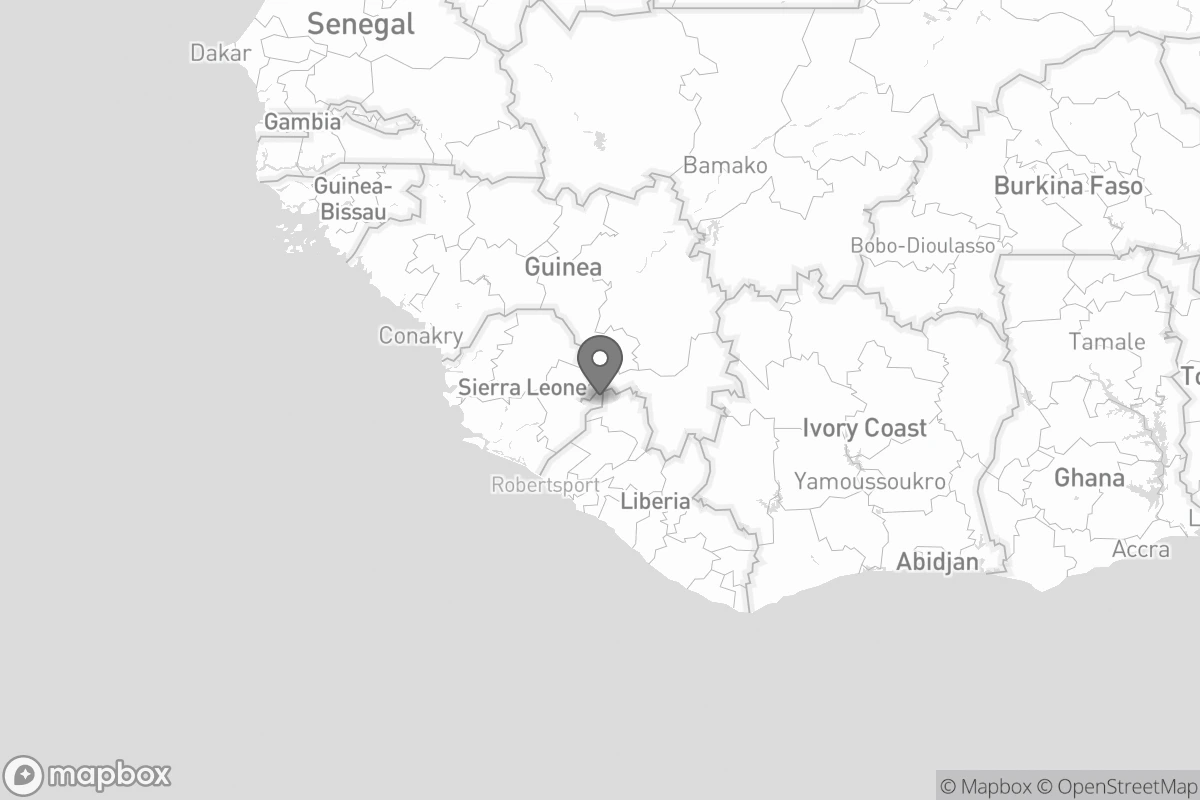 Senegal
Dakar
Gambia
Bamako
Guinea-
Bissau
Burkina Faso
Bobo-Dioulasso
Guinea
Conakry
Tamale
Sierra Leone
Ivory Coast
Robertsport
Liberia
Yamoussoukro
Ghana
Abidjan
Accra
mapbox
© Mapbox © OpenStreetMap